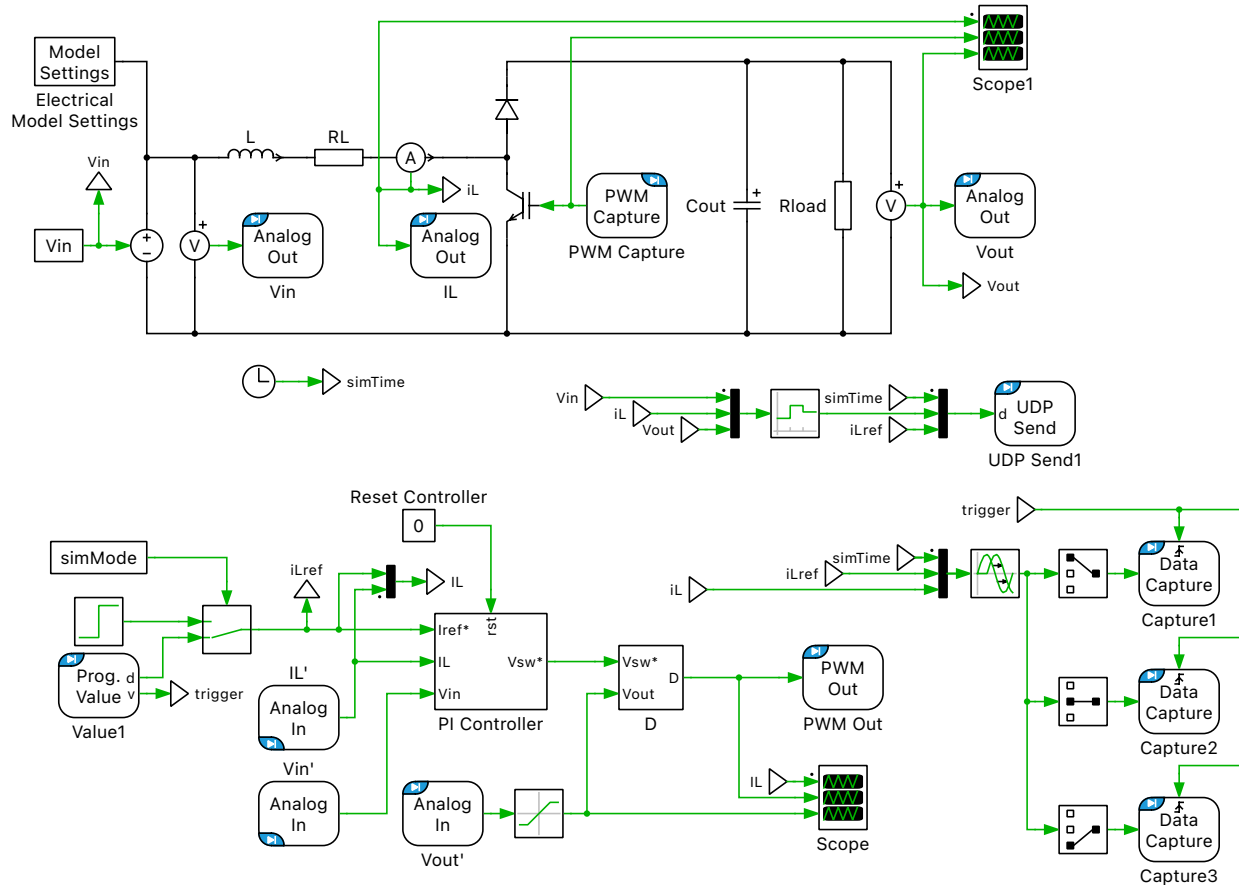 Model
Settings
Electrical
Model Settings
Scope1
L
RL
A
Vin
iL
PWM
Capture
PWM Capture
Cout
+
Rload
+
V
Analog
Out
Vout
Vout
Vin
+
−
+
V
Analog
Out
Vin
Analog
Out
IL
simTime
Vin
iL
Vout
simTime
iLref
d
UDP
Send
UDP Send1
Reset Controller
0
trigger
simMode
iLref
IL
simTime
iLref
iL
Data
Capture
Capture1
Iref*
rst
IL
Vin
Vsw*
PI Controller
Vsw*
Vout
D
D
PWM
Out
PWM Out
Prog.
Value
d
v
Value1
trigger
IL'
Analog
In
Vin'
Analog
In
Analog
In
Vout'
IL
Scope
Data
Capture
Capture2
Data
Capture
Capture3